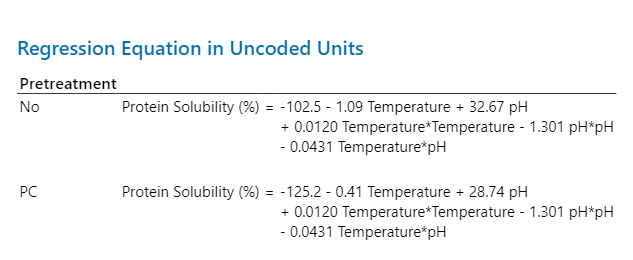 Regression Equation in Uncoded Units
Pretreatment
No Protein Solubility (%) = -102.5 - 1.09 Temperature + 32.67 pH
+ 0.0120 Temperature*Temperature - 1.301 pH*pH
- 0.0431 Temperature*pH
PC Protein Solubility (%) = -125.2 - 0.41 Temperature + 28.74 pH
+ 0.0120 Temperature*Temperature - 1.301 pH*pH
- 0.0431 Temperature*pH